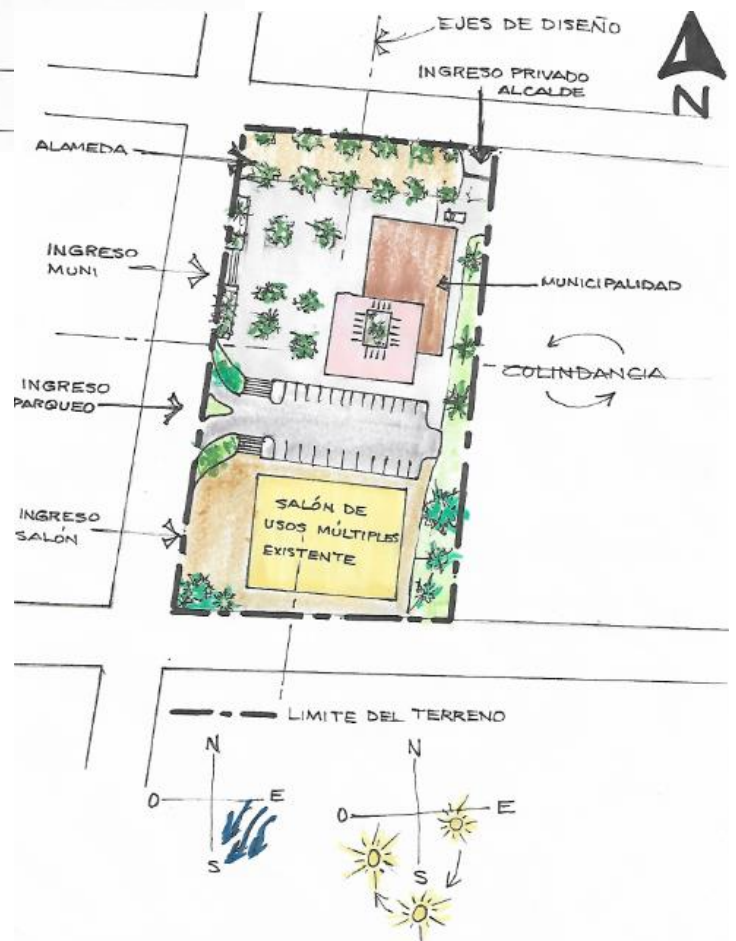 EJES DE DISEÑO
INGRESO PRIVADO
ALCALDE
N
ALAMEDA
INGRESO
MUNI
MUNICIPALIDAD
COLINDANCIA
INGRESO
PARQUEO
INGRESO
SALÓN
SALÓN DE
USOS MÚLTIPLES
EXISTENTE
LIMITE DEL TERRENO
N
O
E
S
N
O
E
S